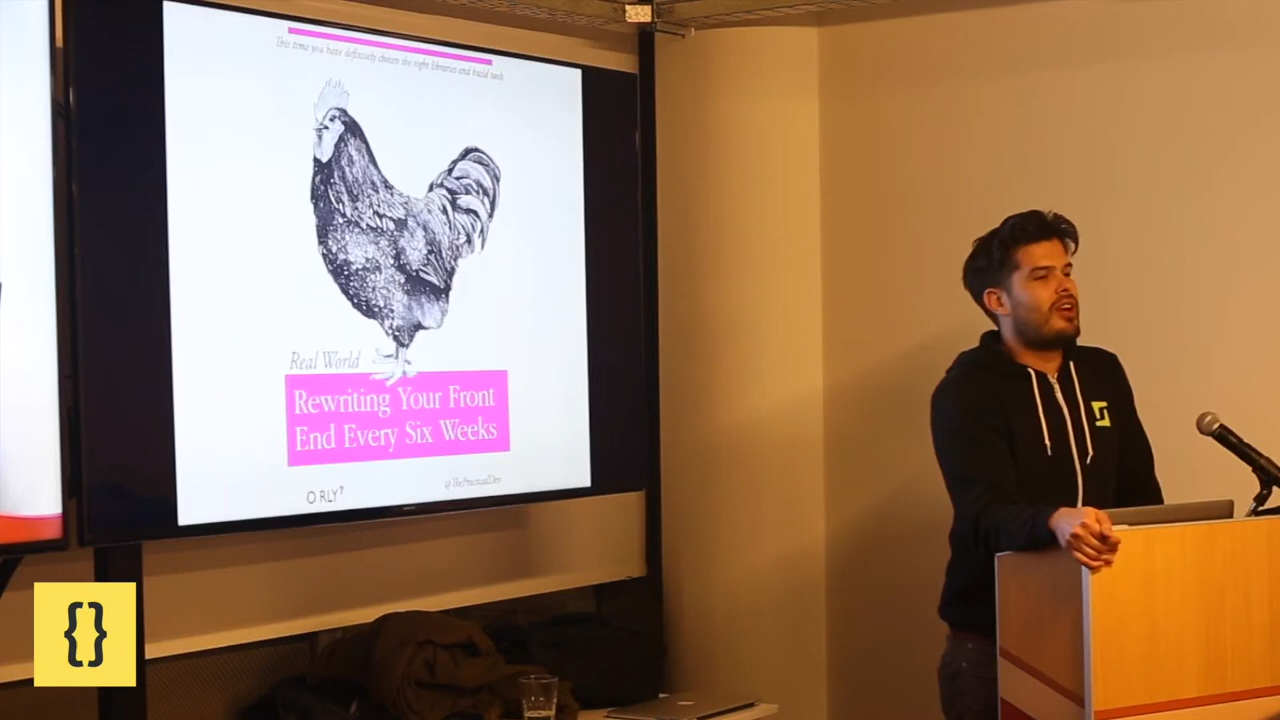 This time you have definitely chosen the right libraries and build tools
Real World
Rewriting Your Front
End Every Six Weeks
O RLY?
@ThePracticalDev
{}